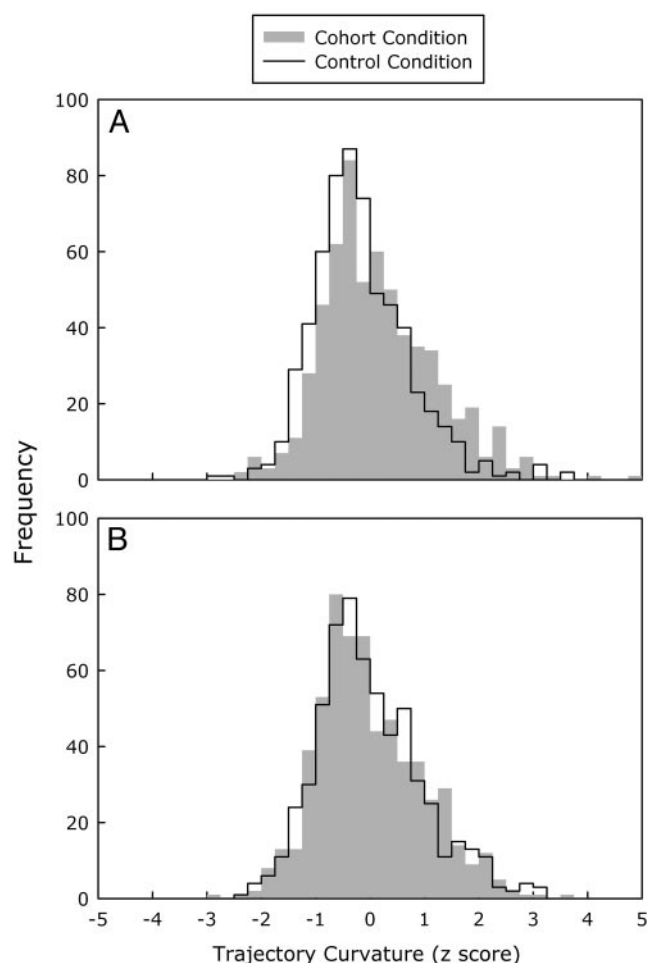 Cohort Condition
Control Condition
A
100
80
60
40
20
0
Frequency
B
100
80
60
40
20
0
-5 -4 -3 -2 -1 0 1 2 3 4 5
Trajectory Curvature (z score)